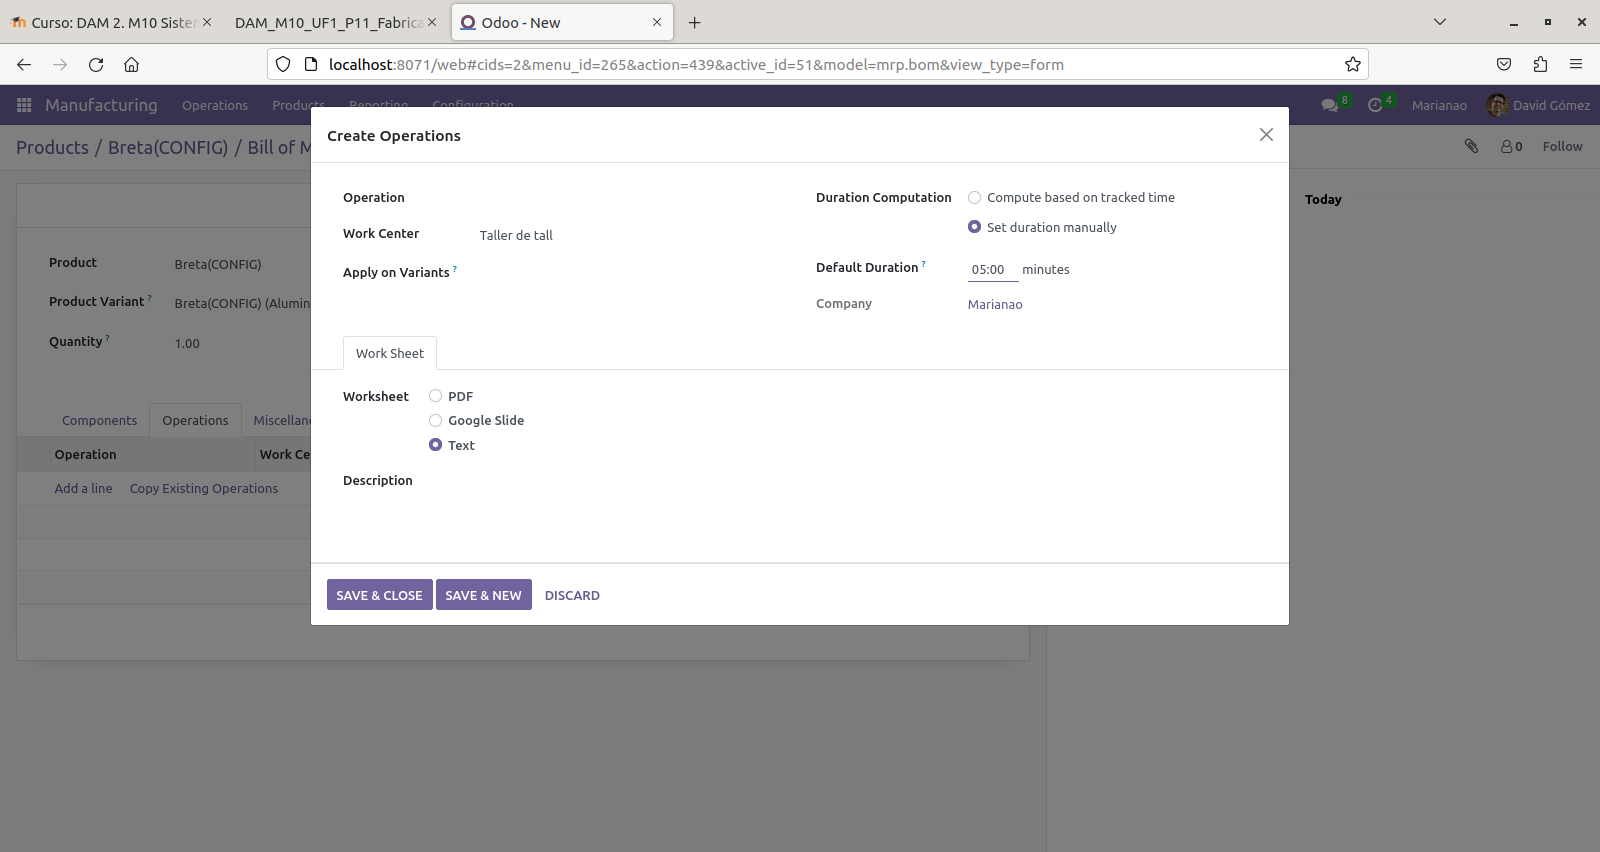 Curso: DAM 2. M10 Sister
DAM_M10_UF1_P11_Fabrica
Odoo - New
localhost:8071/web#cids=2&menu_id=265&action=439&active_id=51&model=mrp.bom&view_type=form
Manufacturing Operations Products Reporting Configuration 8 4 Marianao David Gómez
Products / Breta(CONFIG) / Bill of M
0 Follow
Create Operations
Operation
Work Center Taller de tall
Apply on Variants ?
Duration Computation Compute based on tracked time
Set duration manually
Default Duration ? 05:00 minutes
Company Marianao
Work Sheet
Worksheet PDF
Google Slide
Text
Description
SAVE & CLOSE SAVE & NEW DISCARD
Product Breta(CONFIG)
Product Variant ? Breta(CONFIG) (Alumin
Quantity ? 1.00
Components Operations Miscellane
Operation Work Ce
Add a line Copy Existing Operations
Today